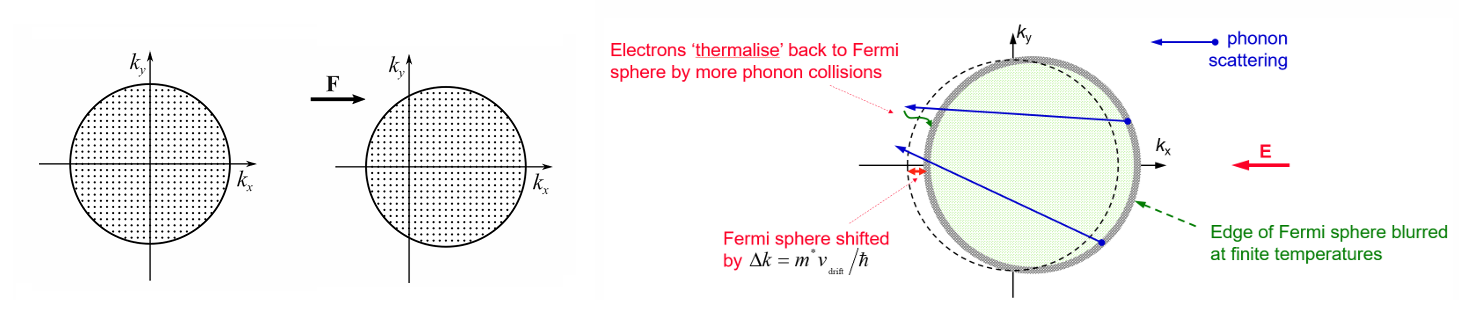 k_y
k_x
F
k_y
k_x
Electrons ‘thermalise’ back to Fermi
sphere by more phonon collisions
k_y
phonon
scattering
k_x
E
Fermi sphere shifted
by Δk = m*v_drift/ħ
Edge of Fermi sphere blurred
at finite temperatures